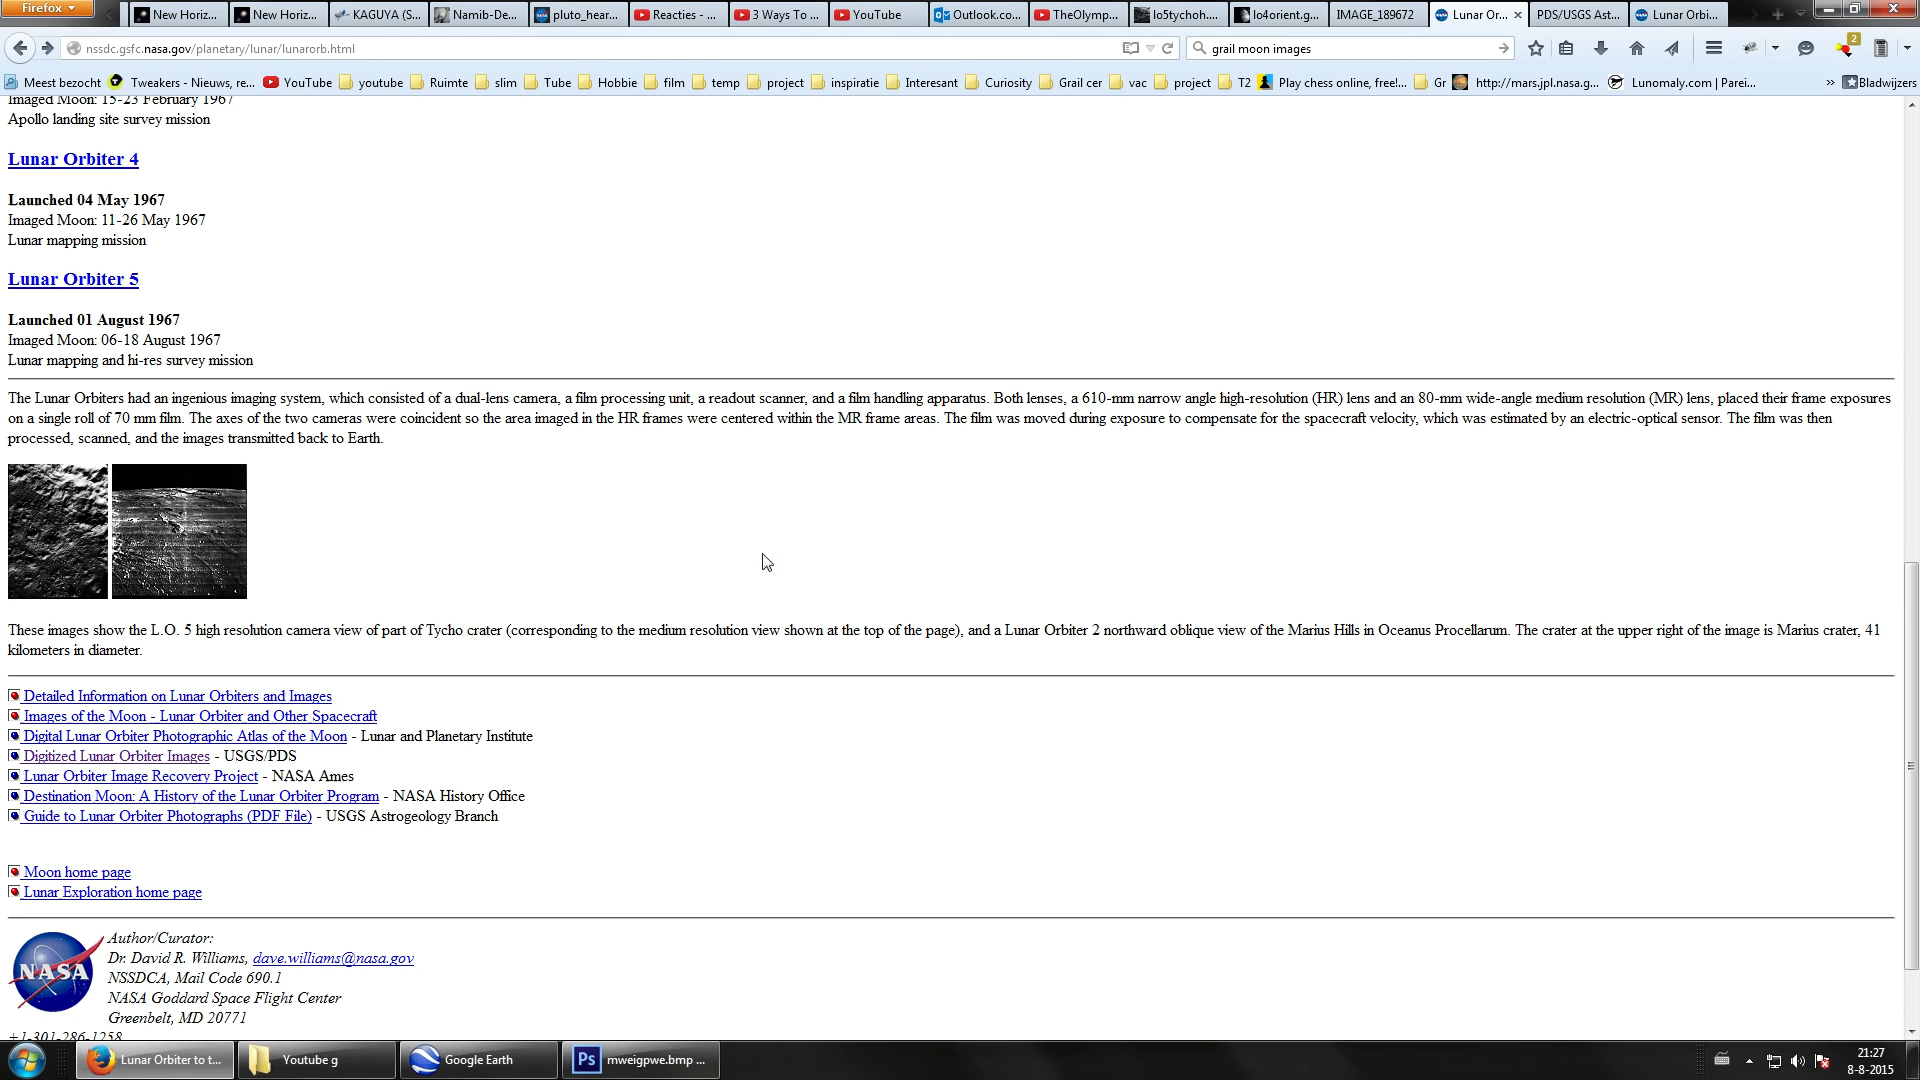 Firefox
New Horiz...
New Horiz...
KAGUYA (S...
Namib-De...
pluto_hear...
Reacties - ...
3 Ways To ...
YouTube
Outlook.co...
TheOlymp...
lo5tychoh....
lo4orient.g...
IMAGE_189672
Lunar Or...
PDS/USGS Ast...
Lunar Orbi...
nssdc.gsfc.nasa.gov/planetary/lunar/lunarorb.html
grail moon images
2
Meest bezocht
Tweakers - Nieuws, re...
YouTube
youtube
Ruimte
slim
Tube
Hobbie
film
temp
project
inspiratie
Interesant
Curiosity
Grail cer
vac
project
T2
Play chess online, free!...
Gr
http://mars.jpl.nasa.g...
Lunomaly.com | Parei...
»
Bladwijzers
Imaged Moon: 15-23 February 1967
Apollo landing site survey mission
Lunar Orbiter 4
Launched 04 May 1967
Imaged Moon: 11-26 May 1967
Lunar mapping mission
Lunar Orbiter 5
Launched 01 August 1967
Imaged Moon: 06-18 August 1967
Lunar mapping and hi-res survey mission
The Lunar Orbiters had an ingenious imaging system, which consisted of a dual-lens camera, a film processing unit, a readout scanner, and a film handling apparatus. Both lenses, a 610-mm narrow angle high-resolution (HR) lens and an 80-mm wide-angle medium resolution (MR) lens, placed their frame exposures
on a single roll of 70 mm film. The axes of the two cameras were coincident so the area imaged in the HR frames were centered within the MR frame areas. The film was moved during exposure to compensate for the spacecraft velocity, which was estimated by an electric-optical sensor. The film was then
processed, scanned, and the images transmitted back to Earth.
These images show the L.O. 5 high resolution camera view of part of Tycho crater (corresponding to the medium resolution view shown at the top of the page), and a Lunar Orbiter 2 northward oblique view of the Marius Hills in Oceanus Procellarum. The crater at the upper right of the image is Marius crater, 41
kilometers in diameter.
Detailed Information on Lunar Orbiters and Images
Images of the Moon - Lunar Orbiter and Other Spacecraft
Digital Lunar Orbiter Photographic Atlas of the Moon - Lunar and Planetary Institute
Digitized Lunar Orbiter Images - USGS/PDS
Lunar Orbiter Image Recovery Project - NASA Ames
Destination Moon: A History of the Lunar Orbiter Program - NASA History Office
Guide to Lunar Orbiter Photographs (PDF File) - USGS Astrogeology Branch
Moon home page
Lunar Exploration home page
NASA
Author/Curator:
Dr. David R. Williams, dave.williams@nasa.gov
NSSDCA, Mail Code 690.1
NASA Goddard Space Flight Center
Greenbelt, MD 20771
+1-301-286-1258
Lunar Orbiter to t...
Youtube g
Google Earth
Ps
mweigpwe.bmp ...
21:27
8-8-2015